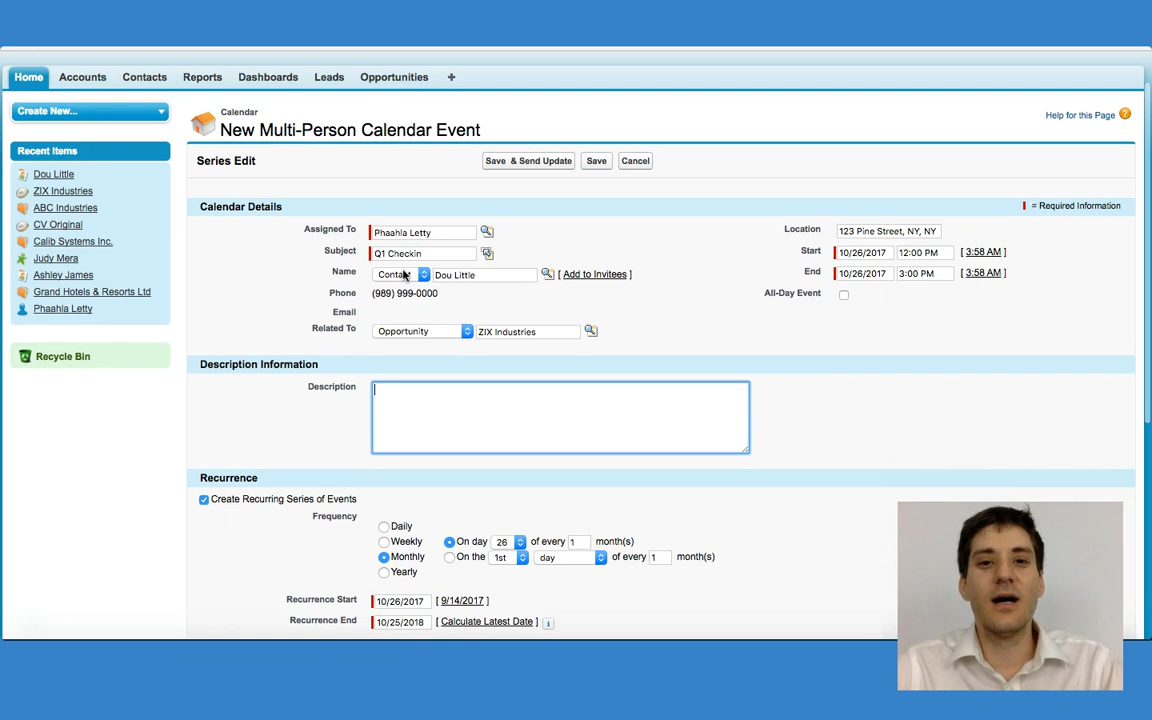 Home Accounts Contacts Reports Dashboards Leads Opportunities +
Create New...
Recent Items
Dou Little
ZIX Industries
ABC Industries
CV Original
Calib Systems Inc.
Judy Mera
Ashley James
Grand Hotels & Resorts Ltd
Phaahla Letty
Recycle Bin
Calendar
New Multi-Person Calendar Event
Help for this Page ?
Series Edit Save & Send Update Save Cancel
Calendar Details = Required Information
Assigned To Phaahla Letty
Subject Q1 Checkin
Name Dou Little [ Add to Invitees ]
Phone (989) 999-0000
Email
Related To Opportunity ZIX Industries
Location 123 Pine Street, NY, NY
Start 10/26/2017 12:00 PM [ 3:58 AM ]
End 10/26/2017 3:00 PM [ 3:58 AM ]
All-Day Event
Description Information
Description
Recurrence
Create Recurring Series of Events
Frequency
Daily
Weekly
Monthly
Yearly
On day 26 of every 1 month(s)
On the 1st day of every 1 month(s)
Recurrence Start 10/26/2017 [ 9/14/2017 ]
Recurrence End 10/25/2018 [ Calculate Latest Date ] i